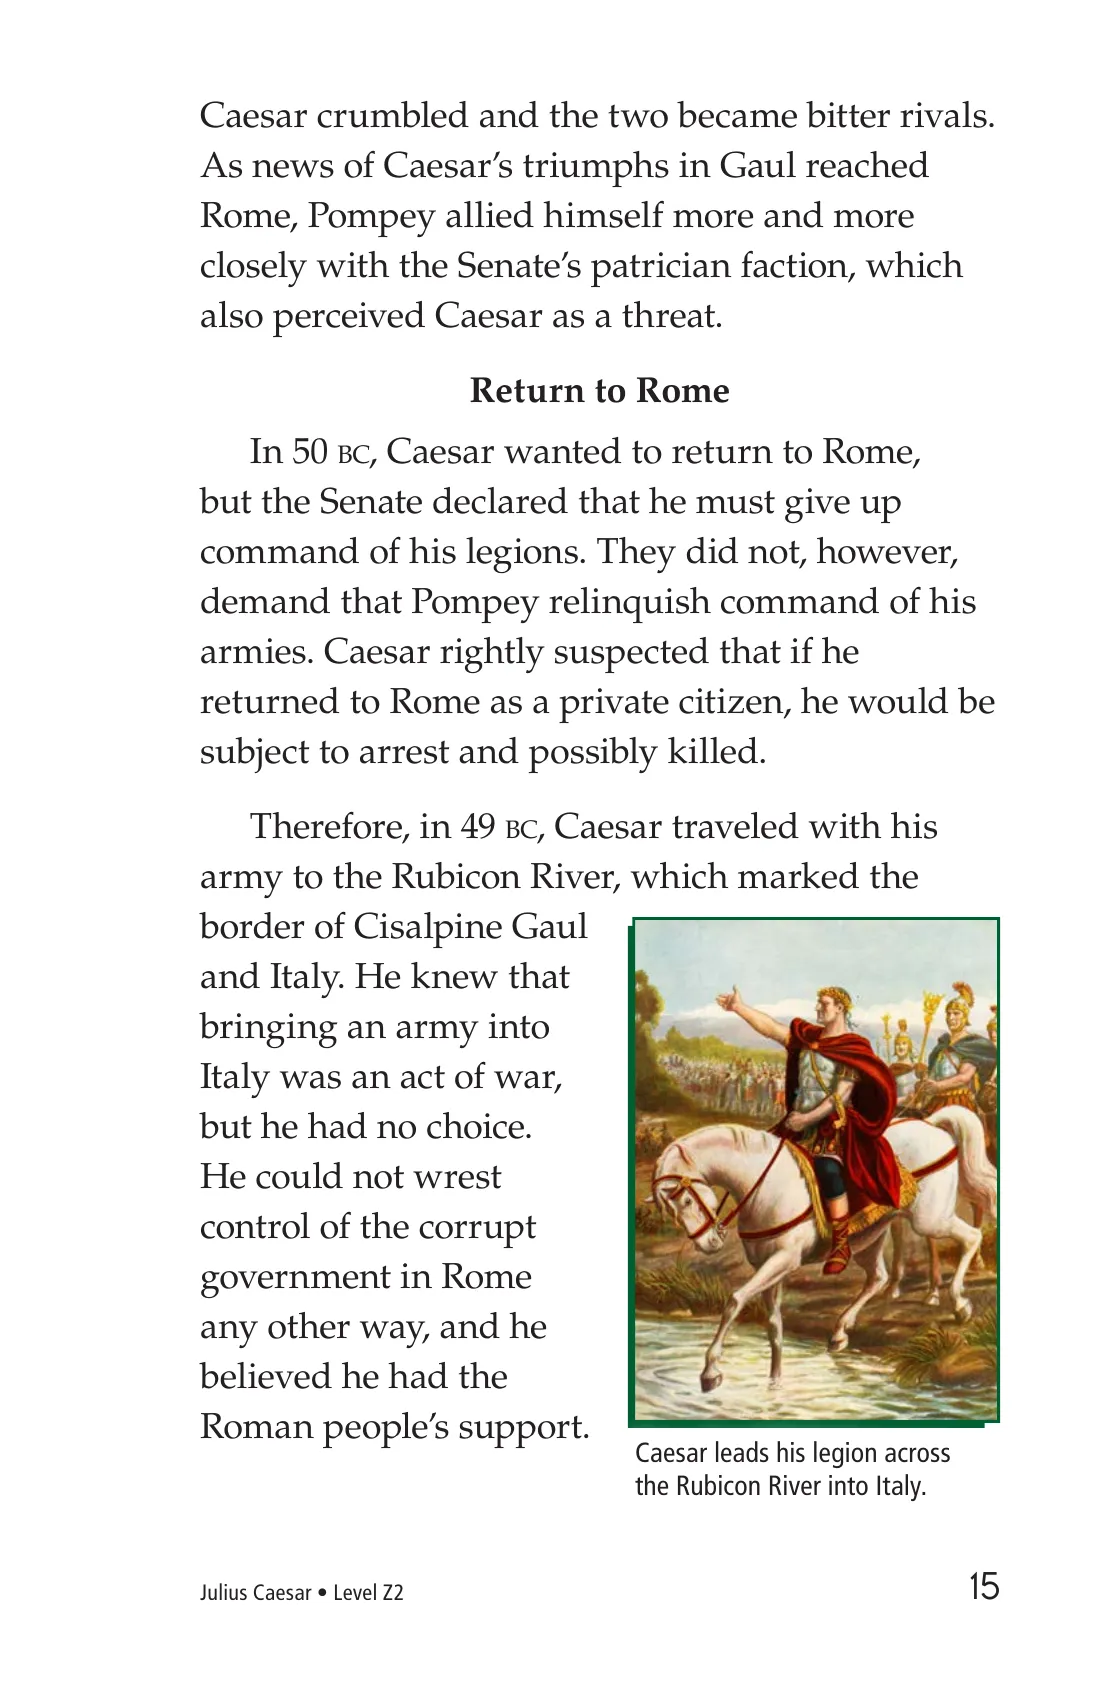 Caesar crumbled and the two became bitter rivals.
As news of Caesar’s triumphs in Gaul reached
Rome, Pompey allied himself more and more
closely with the Senate’s patrician faction, which
also perceived Caesar as a threat.
Return to Rome
In 50 BC, Caesar wanted to return to Rome,
but the Senate declared that he must give up
command of his legions. They did not, however,
demand that Pompey relinquish command of his
armies. Caesar rightly suspected that if he
returned to Rome as a private citizen, he would be
subject to arrest and possibly killed.
Therefore, in 49 BC, Caesar traveled with his
army to the Rubicon River, which marked the
border of Cisalpine Gaul
and Italy. He knew that
bringing an army into
Italy was an act of war,
but he had no choice.
He could not wrest
control of the corrupt
government in Rome
any other way, and he
believed he had the
Roman people’s support.
Caesar leads his legion across
the Rubicon River into Italy.
Julius Caesar • Level Z2
15